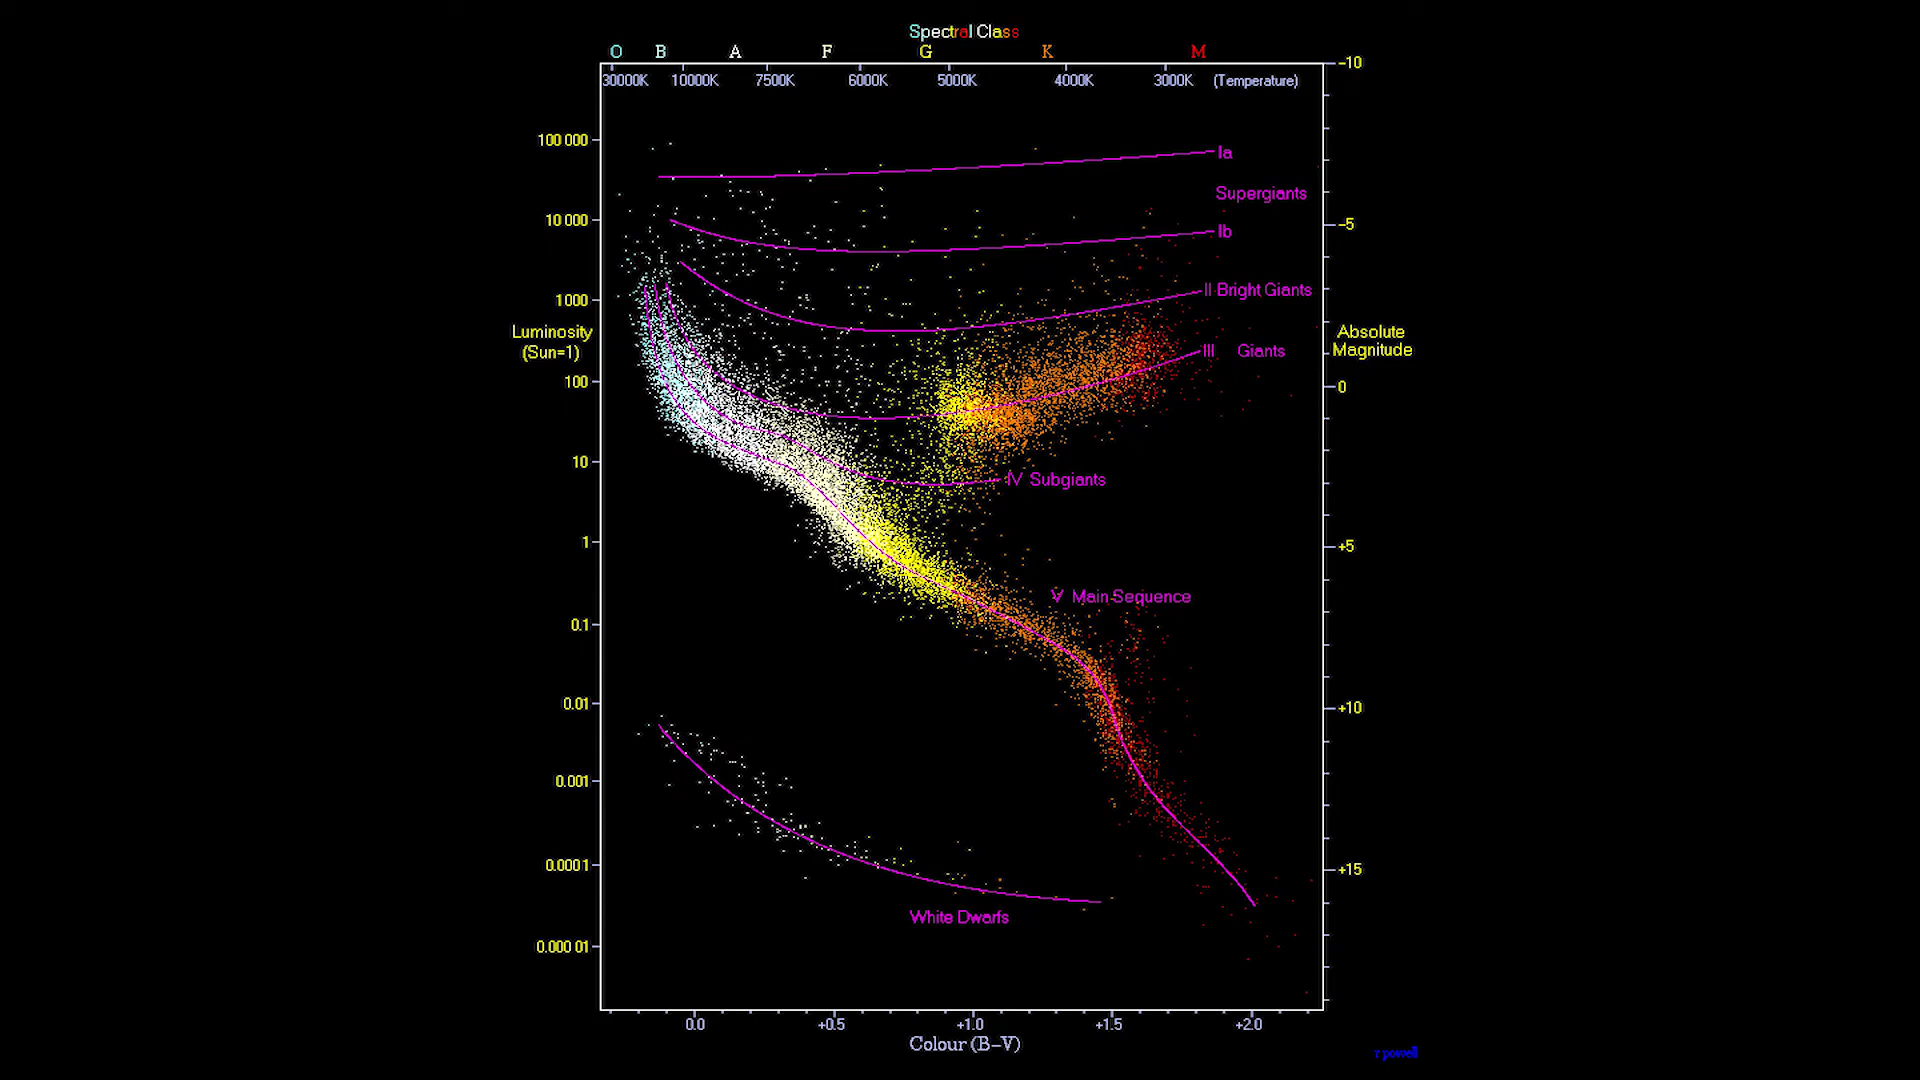 Spectral Class
O B A F G K M
30000K 10000K 7500K 6000K 5000K 4000K 3000K (Temperature)
-10
100 000
Ia
Supergiants
10 000
-5
Ib
1000
II Bright Giants
Luminosity
(Sun=1)
Absolute
Magnitude
III Giants
100
0
10
IV Subgiants
1
+5
V Main Sequence
0.1
0.01
+10
0.001
0.0001
+15
White Dwarfs
0.000 01
0.0 +0.5 +1.0 +1.5 +2.0
Colour (B-V)
r powell